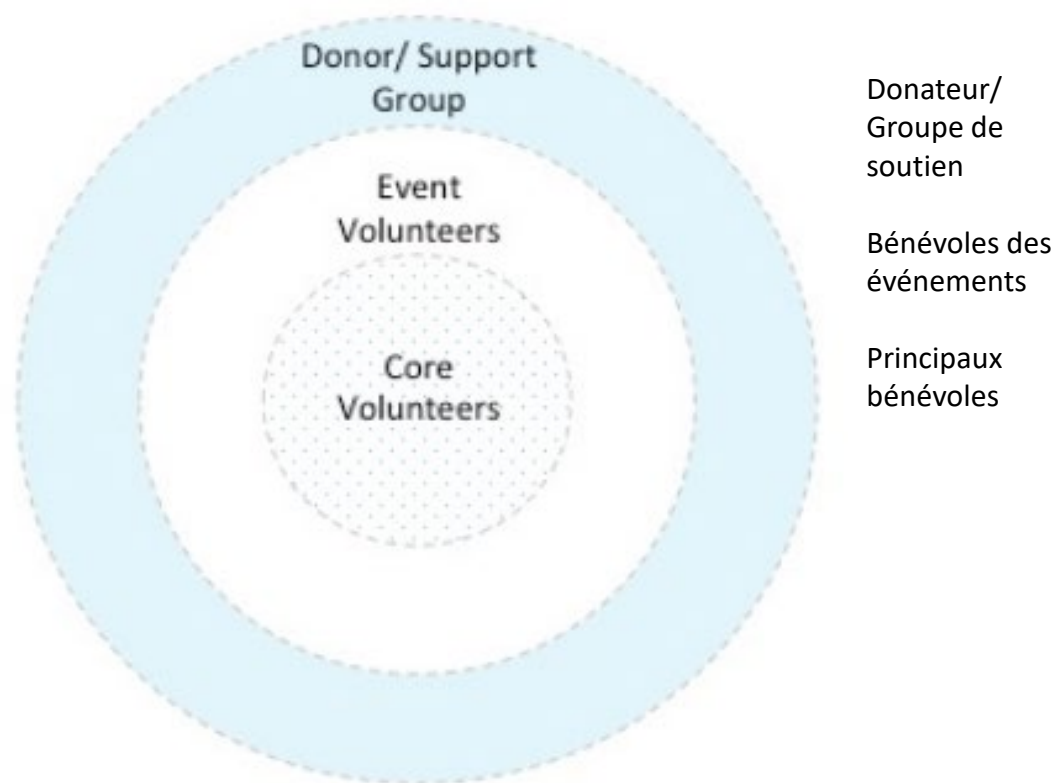 Donor/ Support
Group
Event
Volunteers
Core
Volunteers
Donateur/
Groupe de
soutien
Bénévoles des
événements
Principaux
bénévoles